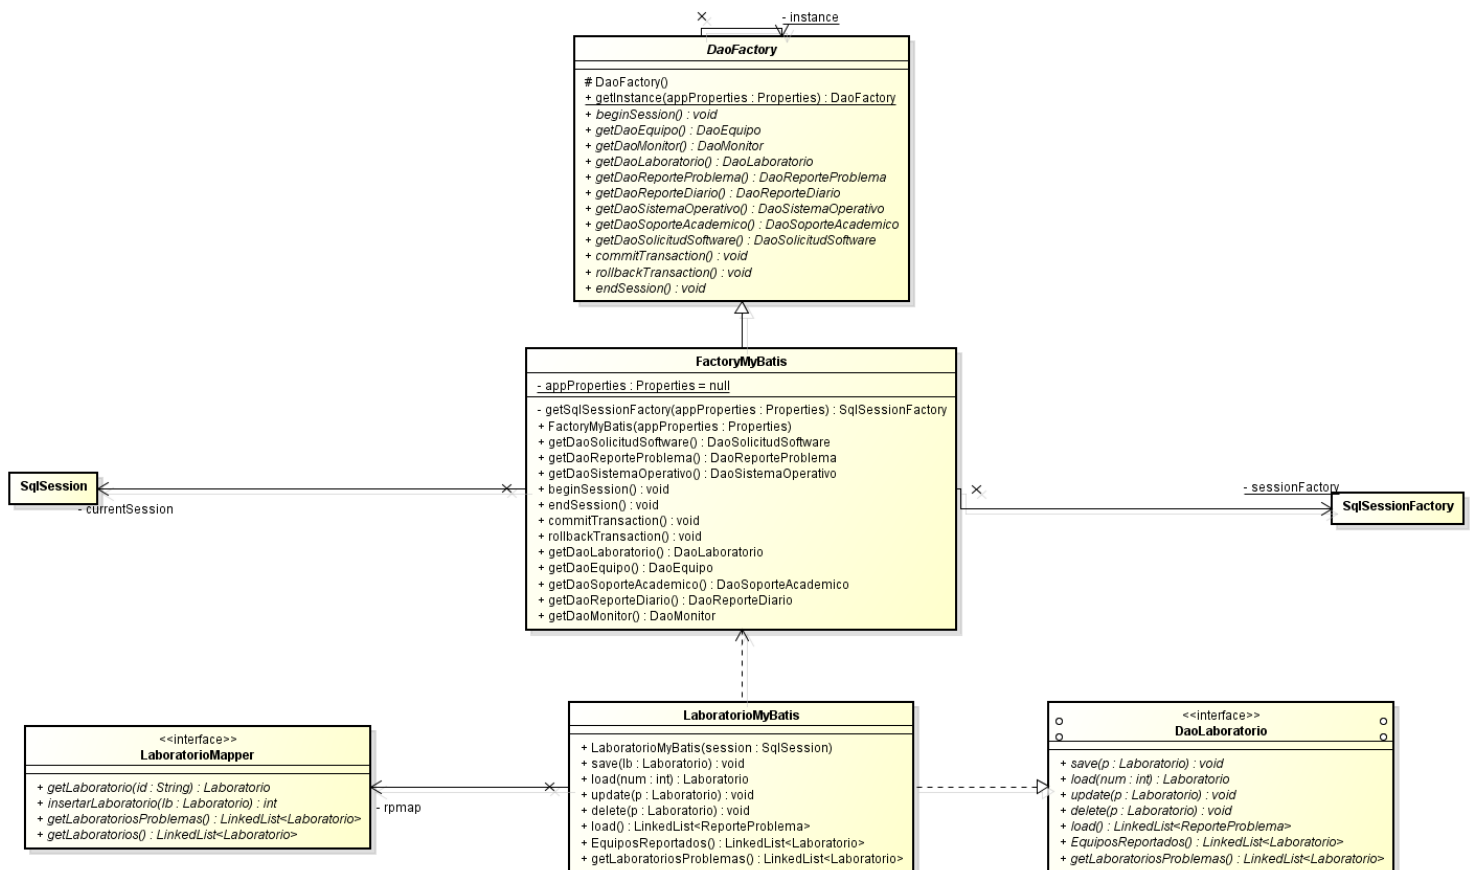 - instance
DaoFactory
# DaoFactory()
+ getInstance(appProperties : Properties) : DaoFactory
+ beginSession() : void
+ getDaoEquipo() : DaoEquipo
+ getDaoMonitor() : DaoMonitor
+ getDaoLaboratorio() : DaoLaboratorio
+ getDaoReporteProblema() : DaoReporteProblema
+ getDaoReporteDiario() : DaoReporteDiario
+ getDaoSistemaOperativo() : DaoSistemaOperativo
+ getDaoSoporteAcademico() : DaoSoporteAcademico
+ getDaoSolicitudSoftware() : DaoSolicitudSoftware
+ commitTransaction() : void
+ rollbackTransaction() : void
+ endSession() : void
FactoryMyBatis
- appProperties : Properties = null
- getSqlSessionFactory(appProperties : Properties) : SqlSessionFactory
+ FactoryMyBatis(appProperties : Properties)
+ getDaoSolicitudSoftware() : DaoSolicitudSoftware
+ getDaoReporteProblema() : DaoReporteProblema
+ getDaoSistemaOperativo() : DaoSistemaOperativo
+ beginSession() : void
+ endSession() : void
+ commitTransaction() : void
+ rollbackTransaction() : void
+ getDaoLaboratorio() : DaoLaboratorio
+ getDaoEquipo() : DaoEquipo
+ getDaoSoporteAcademico() : DaoSoporteAcademico
+ getDaoReporteDiario() : DaoReporteDiario
+ getDaoMonitor() : DaoMonitor
SqlSession
- currentSession
- sessionFactory
SqlSessionFactory
<<interface>>
LaboratorioMapper
+ getLaboratorio(id : String) : Laboratorio
+ insertarLaboratorio(lb : Laboratorio) : int
+ getLaboratoriosProblemas() : LinkedList<Laboratorio>
+ getLaboratorios() : LinkedList<Laboratorio>
- rpmap
LaboratorioMyBatis
+ LaboratorioMyBatis(session : SqlSession)
+ save(lb : Laboratorio) : void
+ load(num : int) : Laboratorio
+ update(p : Laboratorio) : void
+ delete(p : Laboratorio) : void
+ load() : LinkedList<ReporteProblema>
+ EquiposReportados() : LinkedList<Laboratorio>
+ getLaboratoriosProblemas() : LinkedList<Laboratorio>
<<interface>>
DaoLaboratorio
+ save(p : Laboratorio) : void
+ load(num : int) : Laboratorio
+ update(p : Laboratorio) : void
+ delete(p : Laboratorio) : void
+ load() : LinkedList<ReporteProblema>
+ EquiposReportados() : LinkedList<Laboratorio>
+ getLaboratoriosProblemas() : LinkedList<Laboratorio>